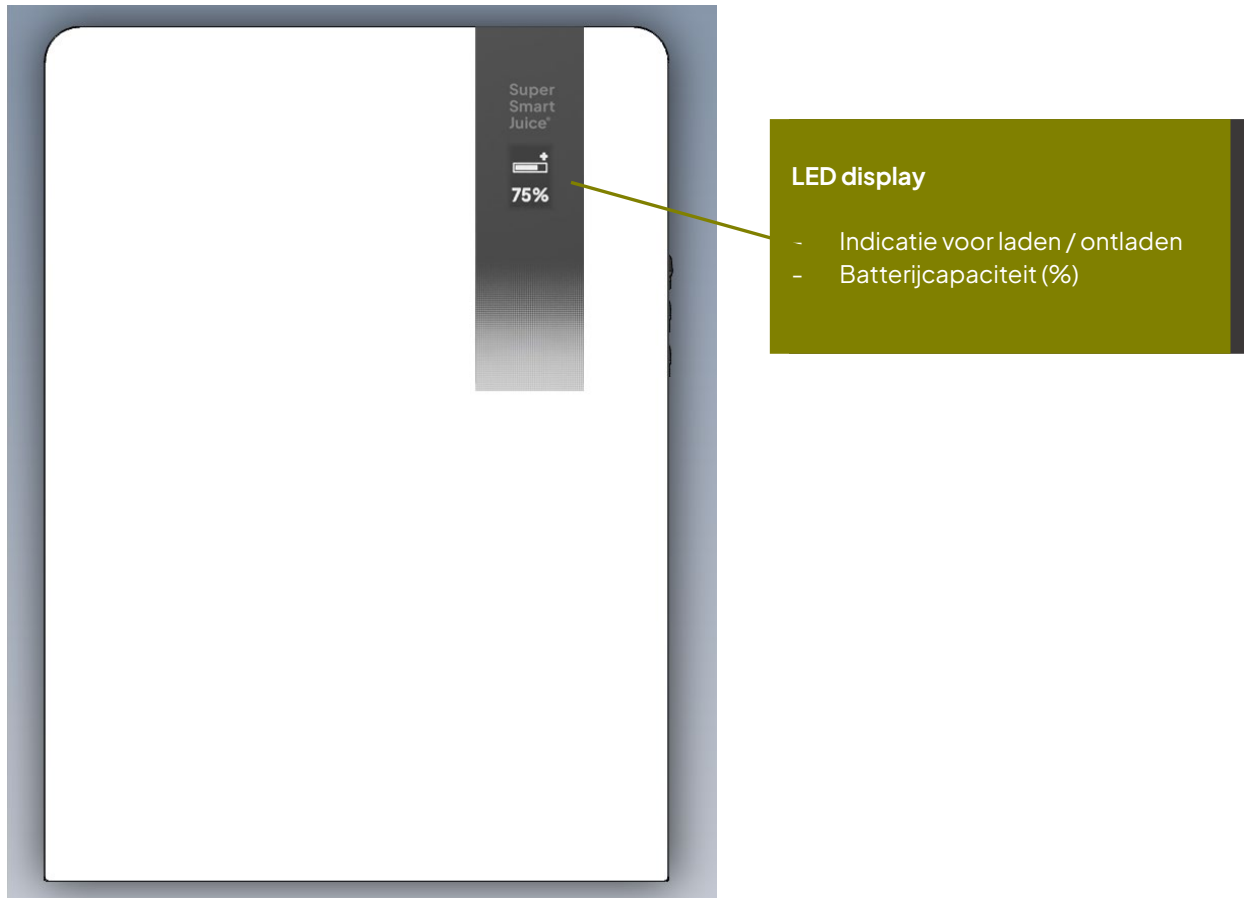 Super
Smart
Juice®
75%
LED display
- Indicatie voor laden / ontladen
- Batterijcapaciteit (%)